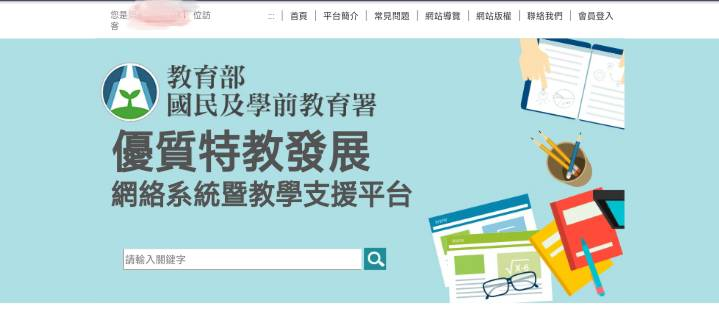 您是 位訪
客
::: | 首頁 | 平台簡介 | 常見問題 | 網站導覽 | 網站版權 | 聯絡我們 | 會員登入
教育部
國民及學前教育署
優質特教發展
網絡系統暨教學支援平台
請輸入關鍵字
√x·6